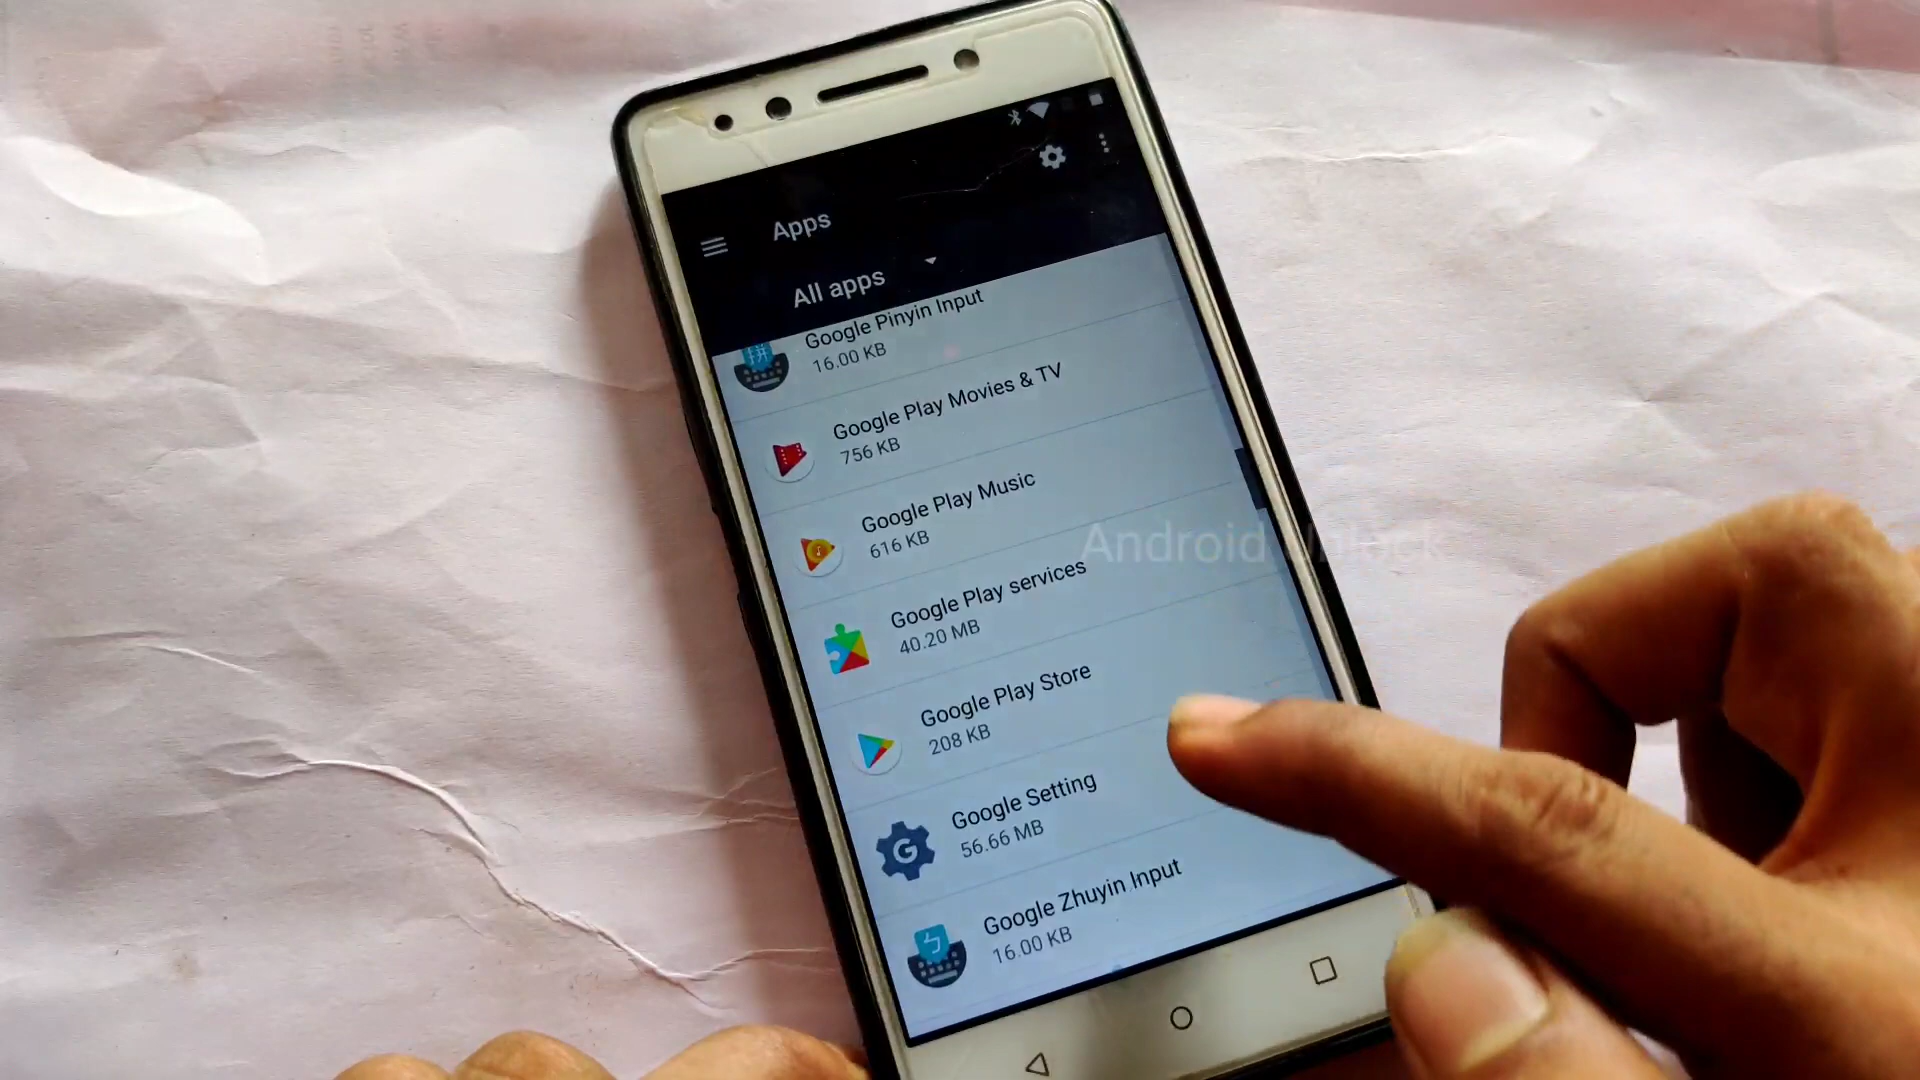 Apps
All apps
Google Pinyin Input
16.00 KB
Google Play Movies & TV
756 KB
Google Play Music
616 KB
Android Unlock
Google Play services
40.20 MB
Google Play Store
208 KB
Google Setting
56.66 MB
Google Zhuyin Input
16.00 KB